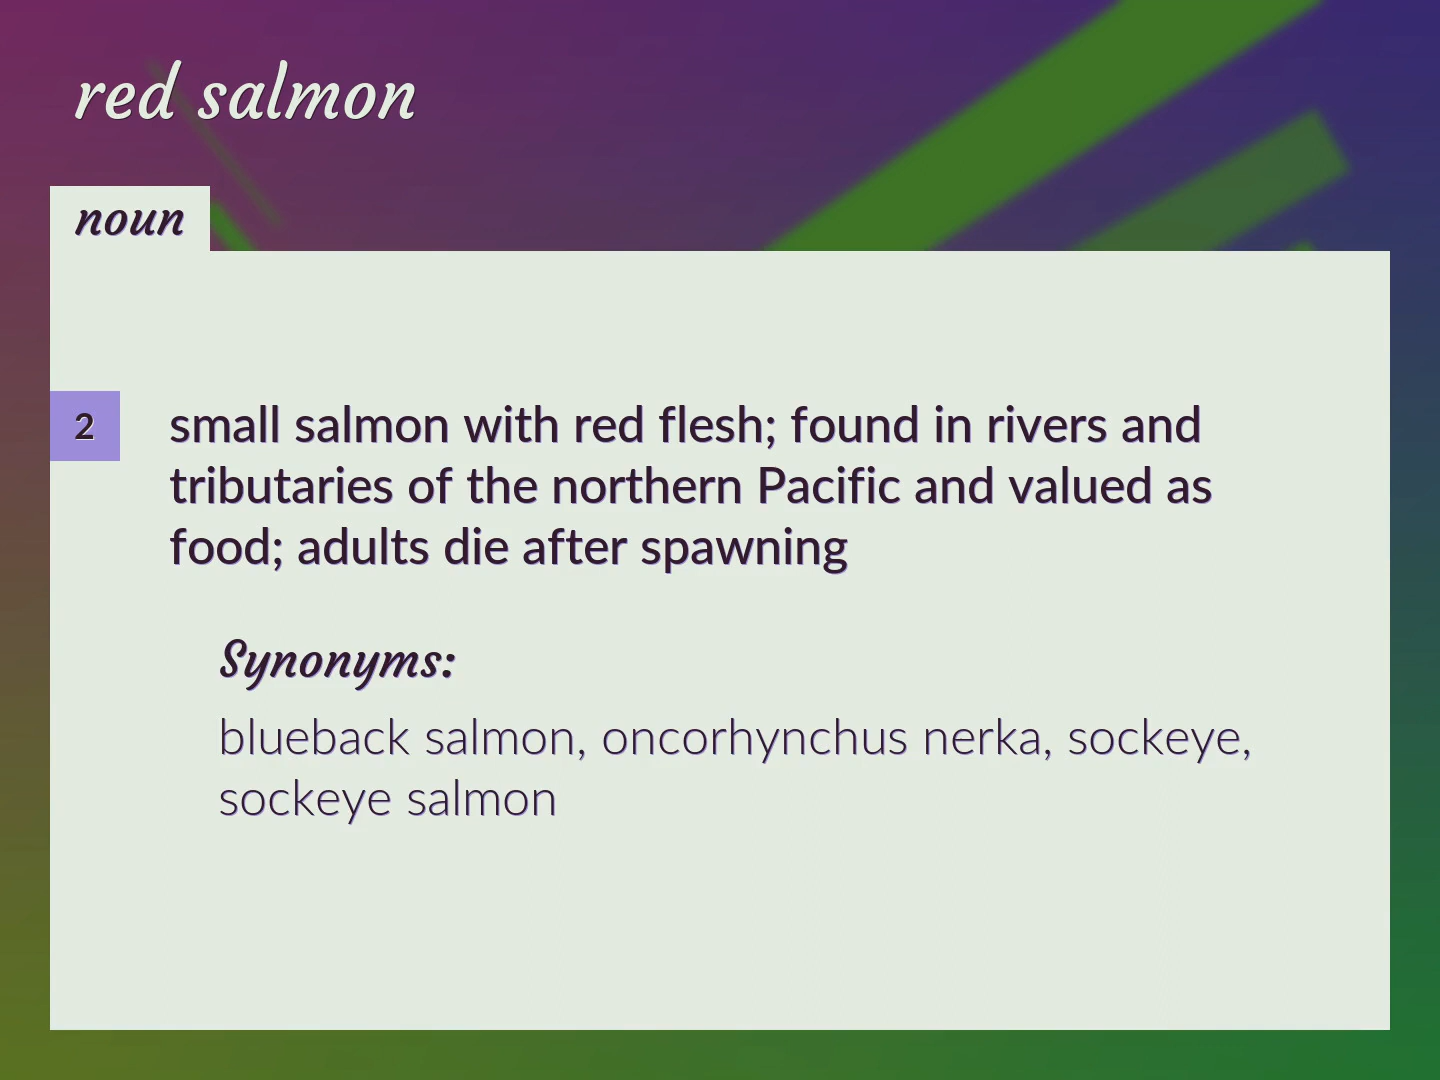 red salmon
noun
2
small salmon with red flesh; found in rivers and
tributaries of the northern Pacific and valued as
food; adults die after spawning
Synonyms:
blueback salmon, oncorhynchus nerka, sockeye,
sockeye salmon